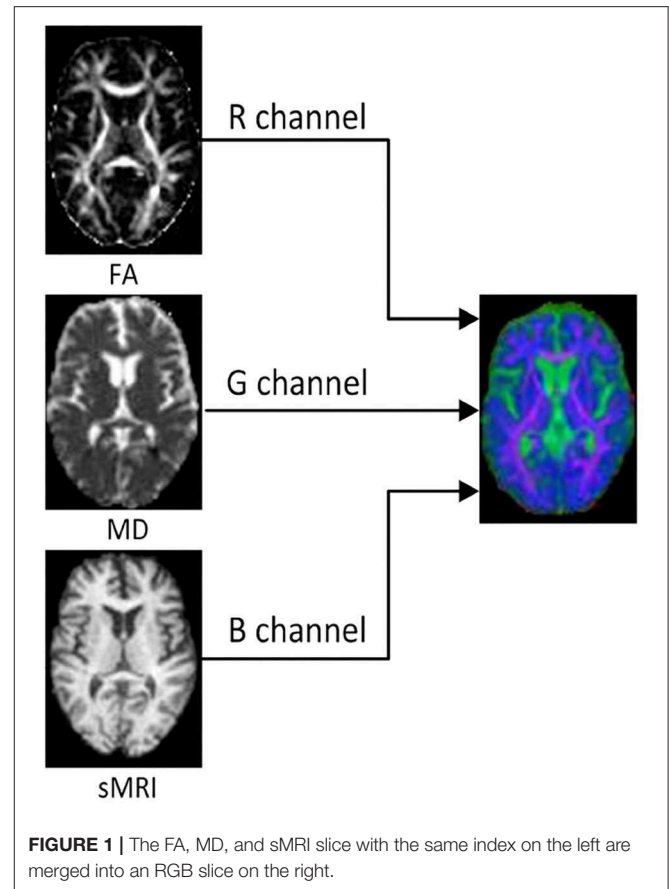 R channel
FA
G channel
MD
B channel
sMRI
FIGURE 1 | The FA, MD, and sMRI slice with the same index on the left are
merged into an RGB slice on the right.